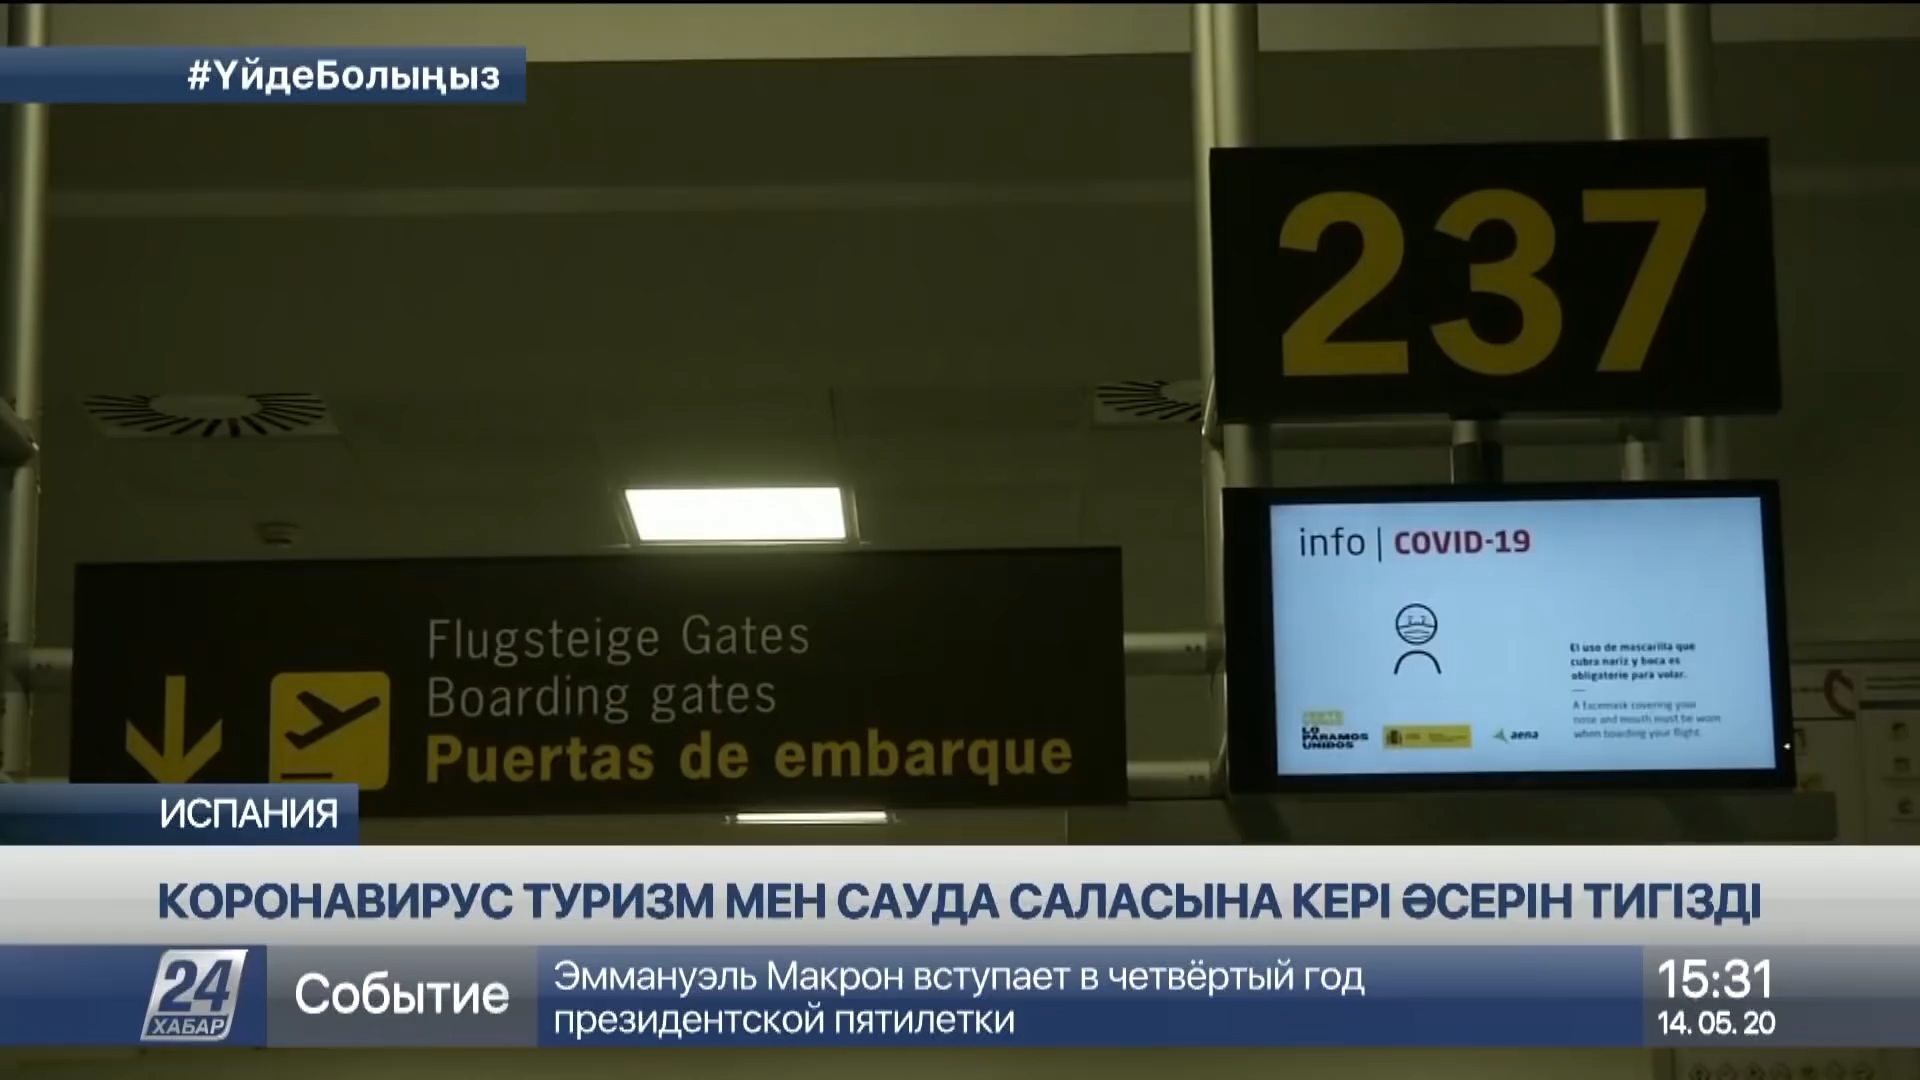 #ҮйдеБолыңыз
237
info | COVID-19
El uso de mascarilla que
cubra nariz y boca es
obligatorio para volar.
A facemask covering your
nose and mouth must be worn
when boarding your flight.
LO
PARAMOS
UNIDOS
aena
Flugsteige Gates
Boarding gates
Puertas de embarque
ИСПАНИЯ
КОРОНАВИРУС ТУРИЗМ МЕН САУДА САЛАСЫНА КЕРІ ӘСЕРІН ТИГІЗДІ
24
ХАБАР
Событие
Эммануэль Макрон вступает в четвёртый год
президентской пятилетки
15:31
14. 05. 20